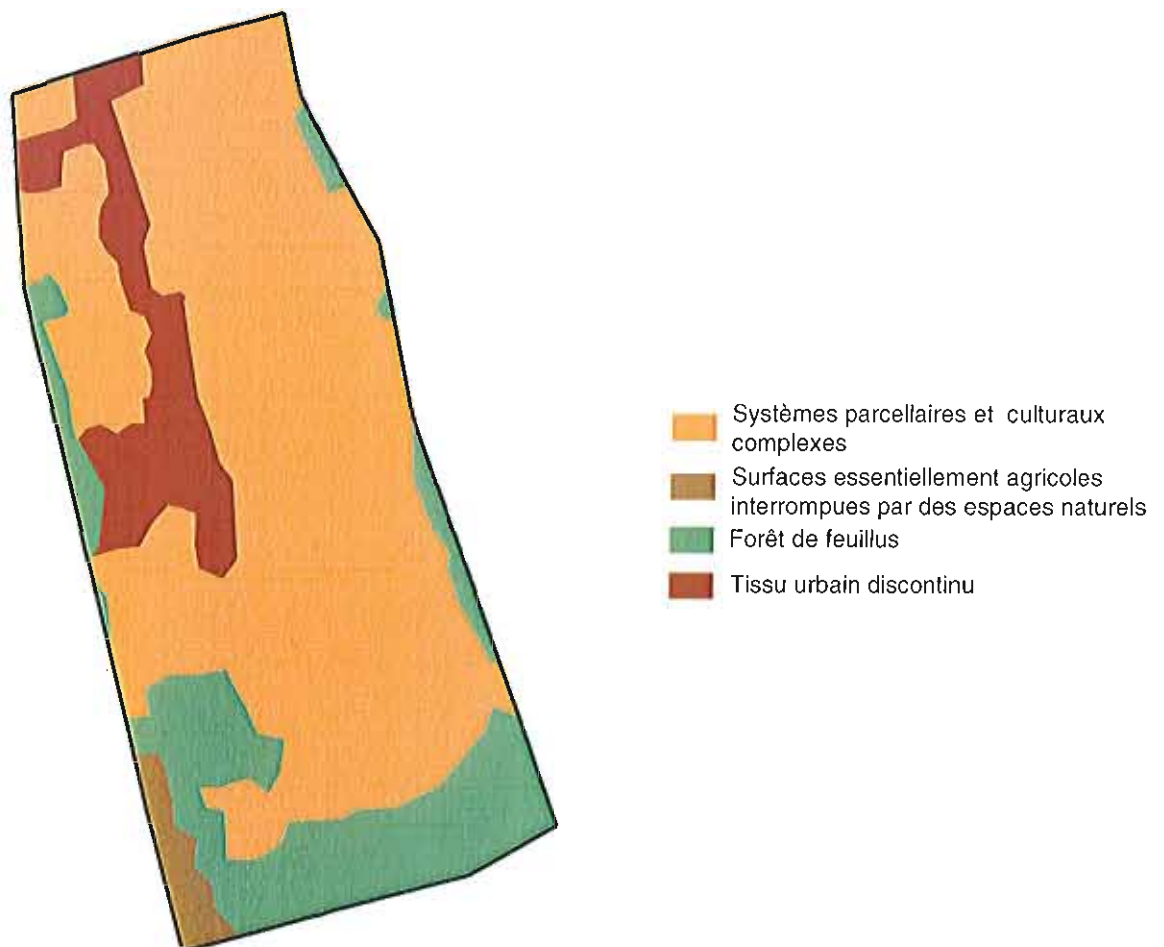 Systèmes parcellaires et culturaux
complexes
Surfaces essentiellement agricoles
interrompues par des espaces naturels
Forêt de feuillus
Tissu urbain discontinu